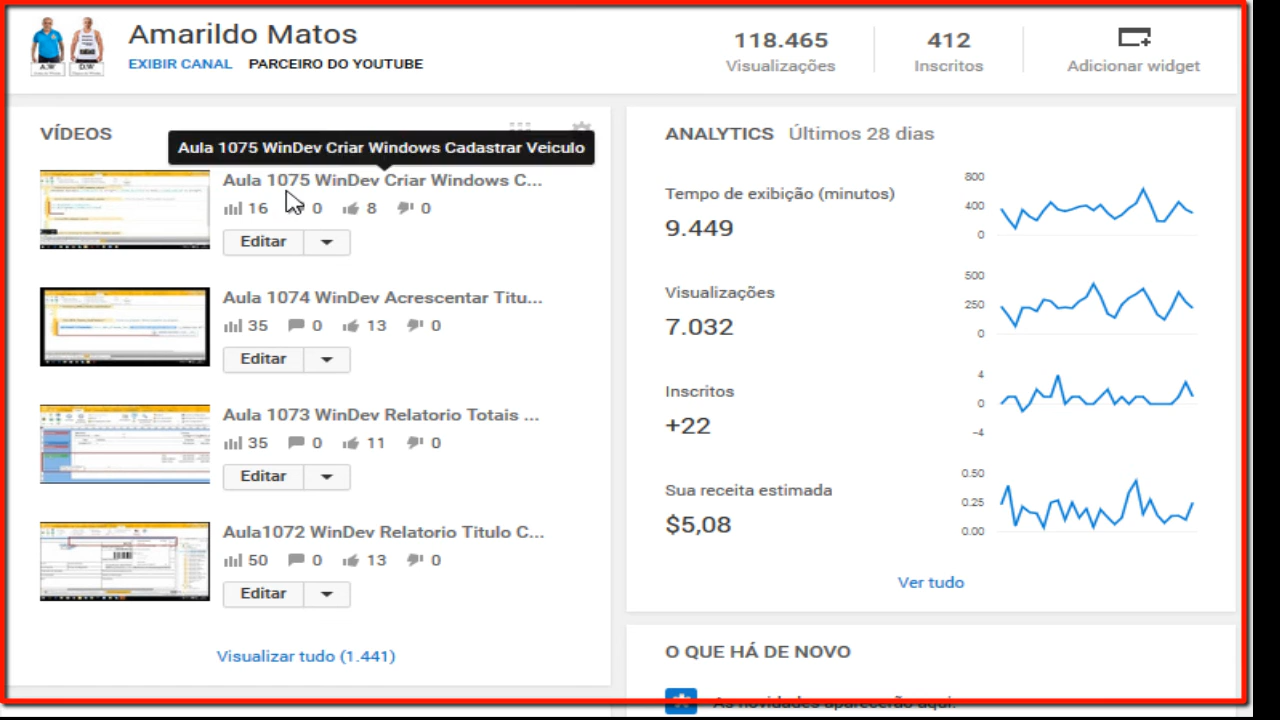 Amarildo Matos
EXIBIR CANAL PARCEIRO DO YOUTUBE
118.465
Visualizações
412
Inscritos
Adicionar widget
VÍDEOS
Aula 1075 WinDev Criar Windows Cadastrar Veiculo
Aula 1075 WinDev Criar Windows C...
16 0 8 0
Editar
Aula 1074 WinDev Acrescentar Titu...
35 0 13 0
Editar
Aula 1073 WinDev Relatorio Totais ...
35 0 11 0
Editar
Aula1072 WinDev Relatorio Titulo C...
50 0 13 0
Editar
Visualizar tudo (1.441)
ANALYTICS Últimos 28 dias
Tempo de exibição (minutos)
9.449
800
400
0
Visualizações
7.032
500
250
0
Inscritos
+22
4
0
−4
Sua receita estimada
$5,08
0.50
0.25
0.00
Ver tudo
O QUE HÁ DE NOVO
As novidades aparecerão aqui.